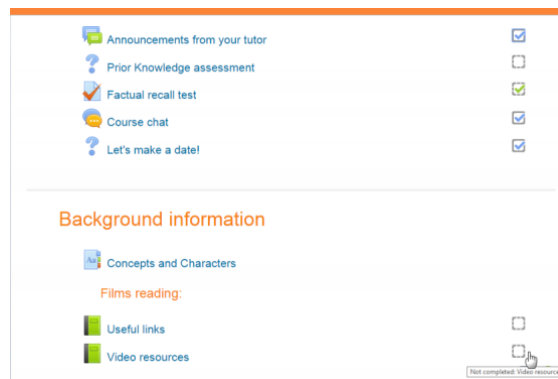 Announcements from your tutor
Prior Knowledge assessment
Factual recall test
Course chat
Let's make a date!
Background information
Concepts and Characters
Films reading:
Useful links
Video resources
Not completed: Video resource